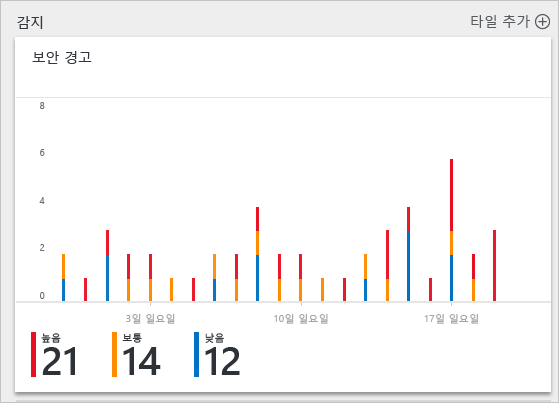 감지
타일 추가
보안 경고
8
6
4
2
0
3일 일요일
10일 일요일
17일 일요일
높음
21
보통
14
낮음
12